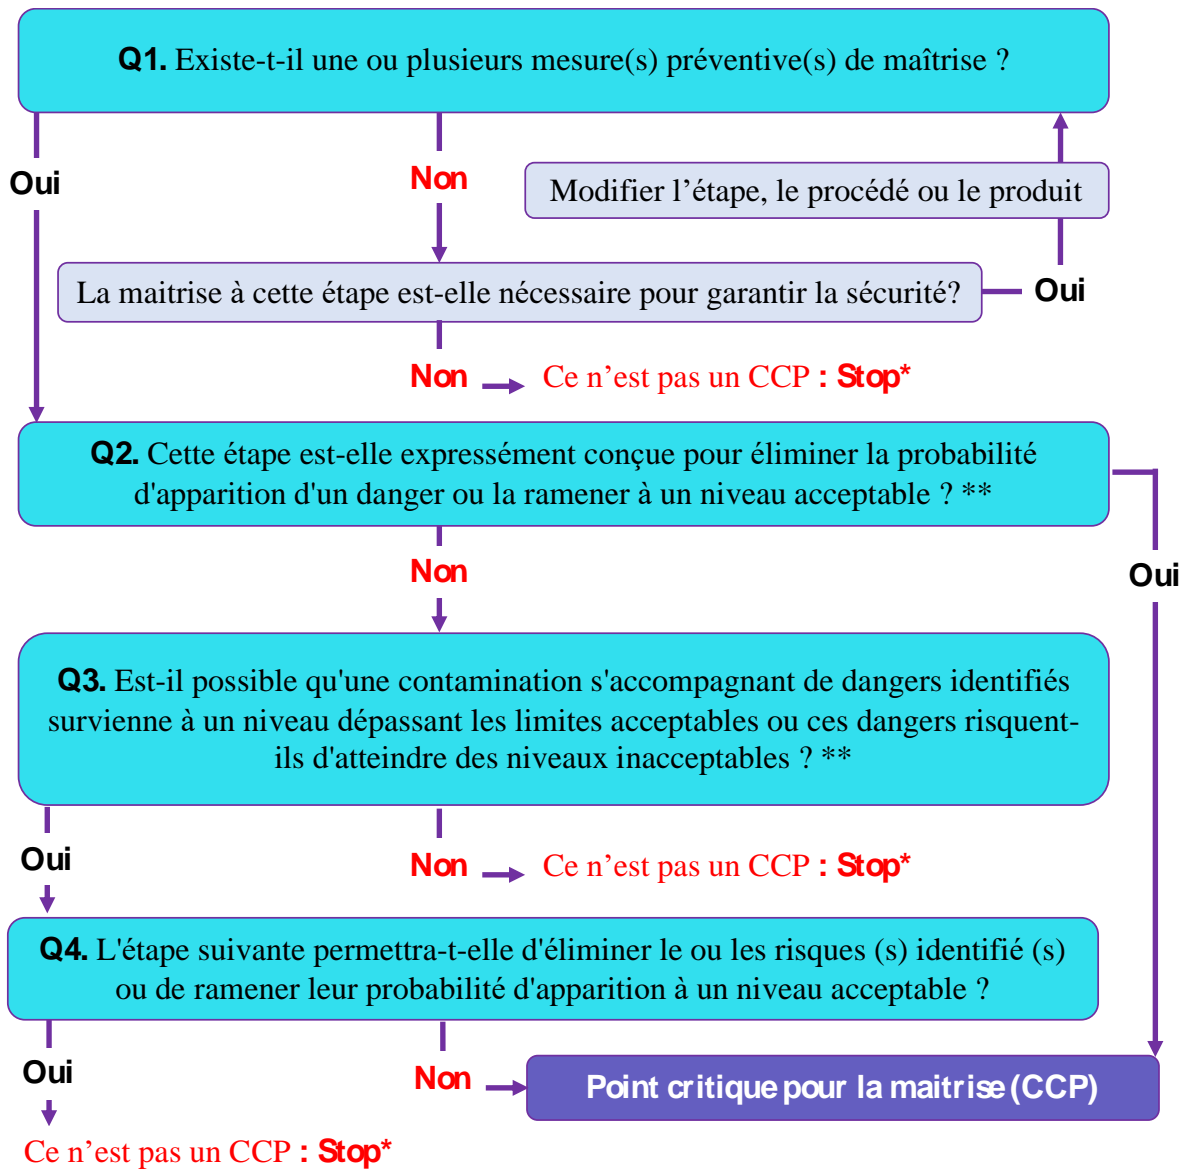 Q1. Existe-t-il une ou plusieurs mesure(s) préventive(s) de maîtrise ?
Oui
Non
Modifier l’étape, le procédé ou le produit
La maitrise à cette étape est-elle nécessaire pour garantir la sécurité?
Oui
Non
Ce n’est pas un CCP : Stop*
Q2. Cette étape est-elle expressément conçue pour éliminer la probabilité
d'apparition d'un danger ou la ramener à un niveau acceptable ? **
Non
Oui
Q3. Est-il possible qu'une contamination s'accompagnant de dangers identifiés
survienne à un niveau dépassant les limites acceptables ou ces dangers risquent-
ils d'atteindre des niveaux inacceptables ? **
Oui
Non
Ce n’est pas un CCP : Stop*
Q4. L'étape suivante permettra-t-elle d'éliminer le ou les risques (s) identifié (s)
ou de ramener leur probabilité d'apparition à un niveau acceptable ?
Oui
Non
Point critique pour la maitrise (CCP)
Ce n’est pas un CCP : Stop*